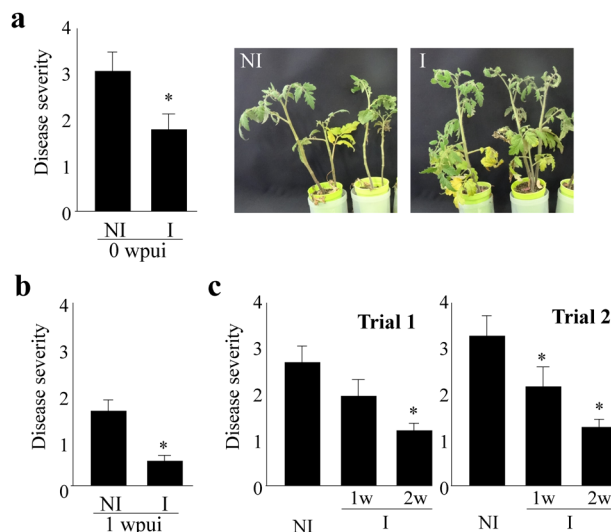 a
Disease severity
4
3
2
1
0
*
NI I
0 wpui
NI
I
b
Disease severity
4
3
2
1
0
*
NI I
1 wpui
c
Disease severity
4
3
2
1
0
Trial 1
*
1w 2w
NI I
4
3
2
1
0
Trial 2
*
*
1w 2w
NI I